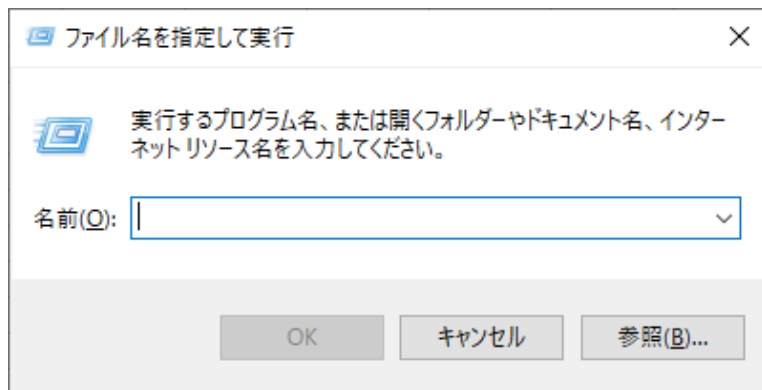 ファイル名を指定して実行
実行するプログラム名、または開くフォルダーやドキュメント名、インター
ネット リソース名を入力してください。
名前(O):
OK キャンセル 参照(B)...